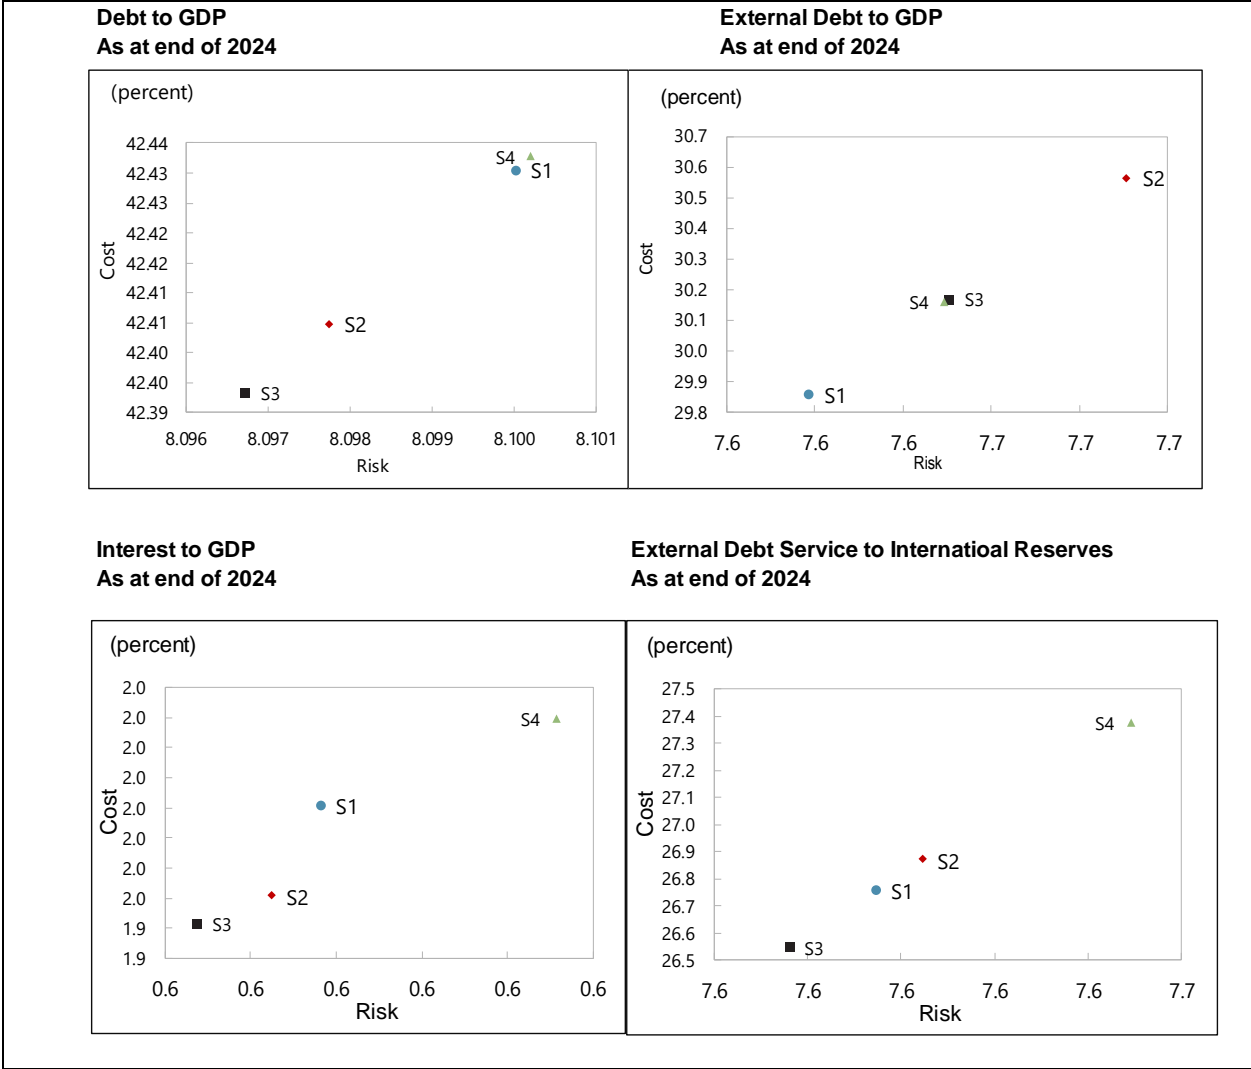 Debt to GDP
As at end of 2024
(percent)
42.44
42.43
42.43
42.42
42.42
42.41
42.41
42.40
42.40
42.39
Cost
S4
S1
S2
S3
8.096 8.097 8.098 8.099 8.100 8.101
Risk
External Debt to GDP
As at end of 2024
(percent)
30.7
30.6
30.5
30.4
30.3
30.2
30.1
30.0
29.9
29.8
Cost
S2
S4 S3
S1
7.6 7.6 7.6 7.7 7.7 7.7
Risk
Interest to GDP
As at end of 2024
(percent)
2.0
2.0
2.0
2.0
2.0
2.0
2.0
2.0
1.9
1.9
Cost
S4
S1
S2
S3
0.6 0.6 0.6 0.6 0.6 0.6
Risk
External Debt Service to Internatioal Reserves
As at end of 2024
(percent)
27.5
27.4
27.3
27.2
27.1
27.0
26.9
26.8
26.7
26.6
26.5
Cost
S4
S2
S1
S3
7.6 7.6 7.6 7.6 7.6 7.7
Risk